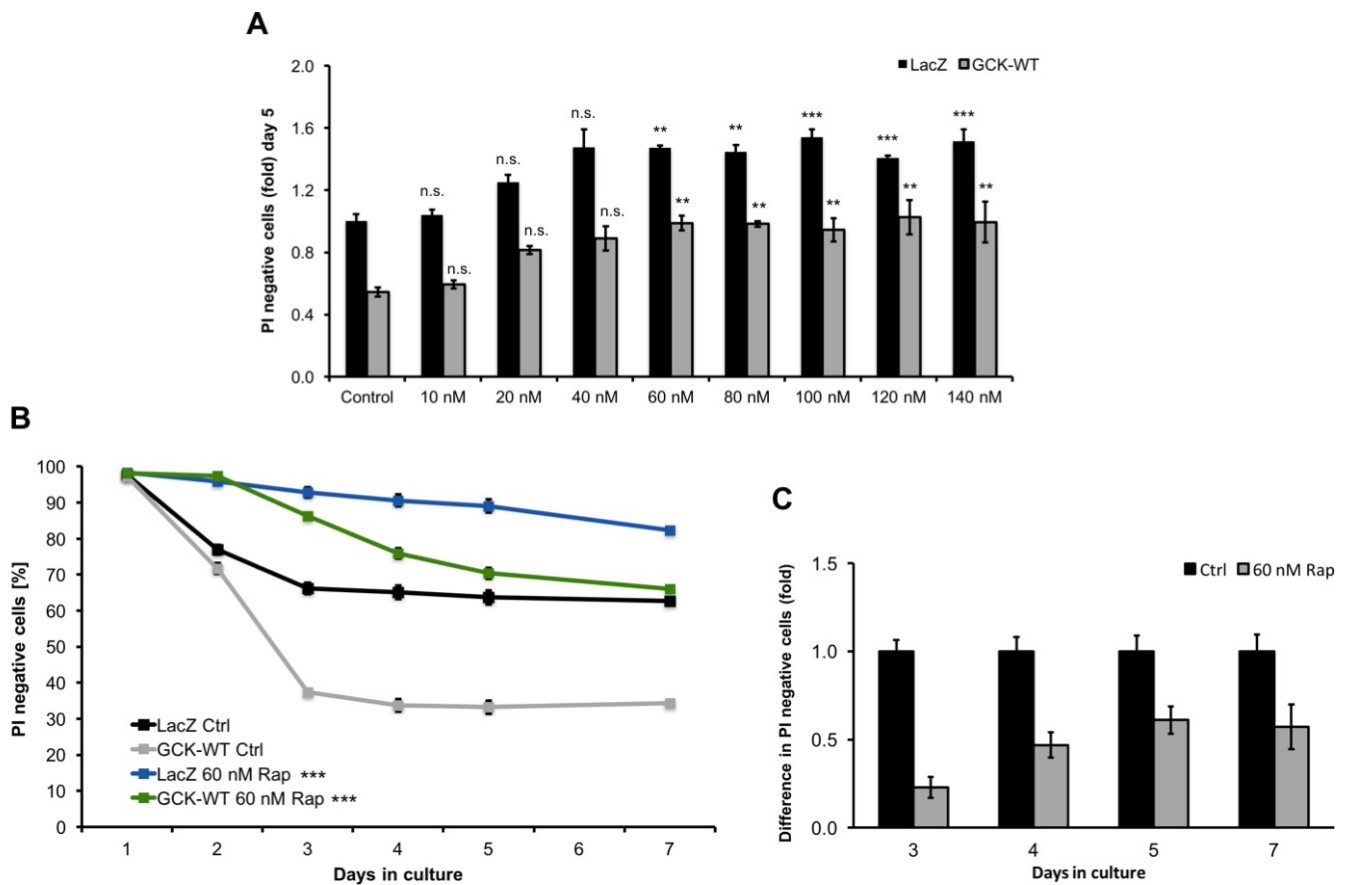 A
LacZ GCK-WT
PI negative cells (fold) day 5
2.0
1.6
1.2
0.8
0.4
0.0
n.s. n.s. n.s. ** ** *** *** ***
n.s. n.s. n.s. ** ** ** ** **
Control 10 nM 20 nM 40 nM 60 nM 80 nM 100 nM 120 nM 140 nM
B
PI negative cells [%]
100
90
80
70
60
50
40
30
20
10
0
LacZ Ctrl
GCK-WT Ctrl
LacZ 60 nM Rap ***
GCK-WT 60 nM Rap ***
1 2 3 4 5 6 7
Days in culture
C
Ctrl 60 nM Rap
Difference in PI negative cells (fold)
1.5
1.0
0.5
0.0
3 4 5 7
Days in culture